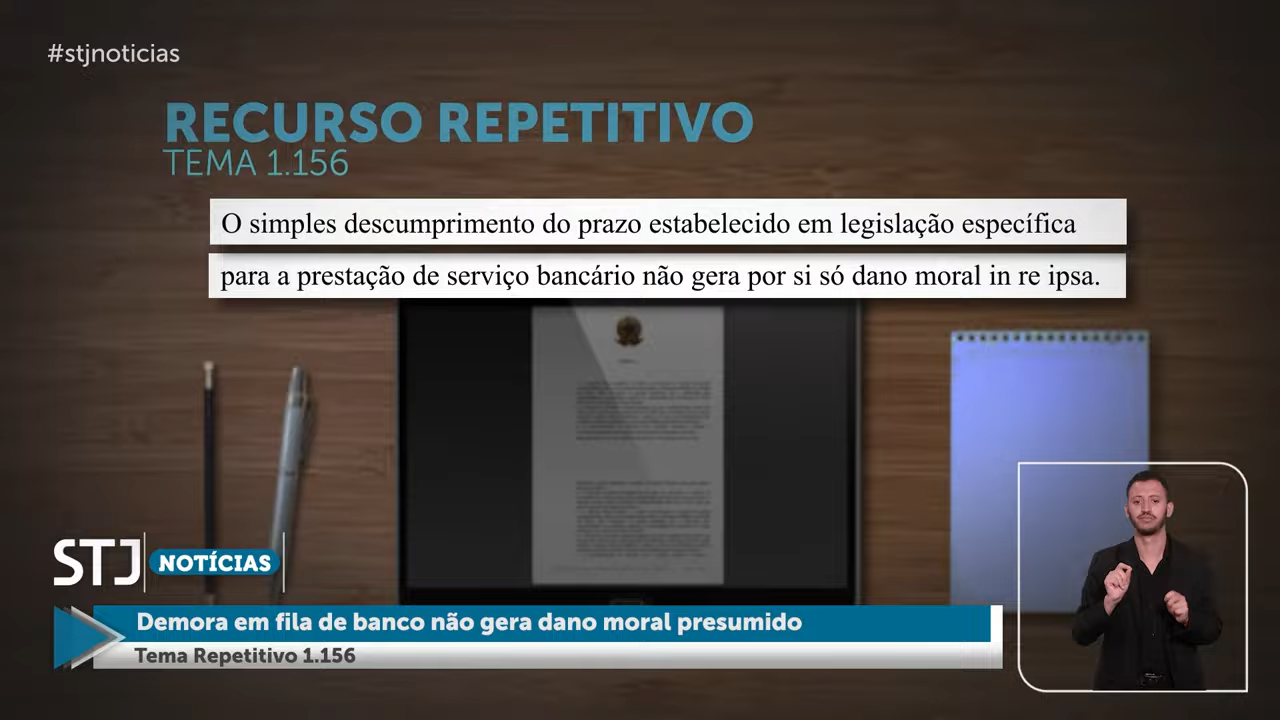 #stjnoticias
RECURSO REPETITIVO
TEMA 1.156
O simples descumprimento do prazo estabelecido em legislação específica
para a prestação de serviço bancário não gera por si só dano moral in re ipsa.
STJ NOTÍCIAS
Demora em fila de banco não gera dano moral presumido
Tema Repetitivo 1.156